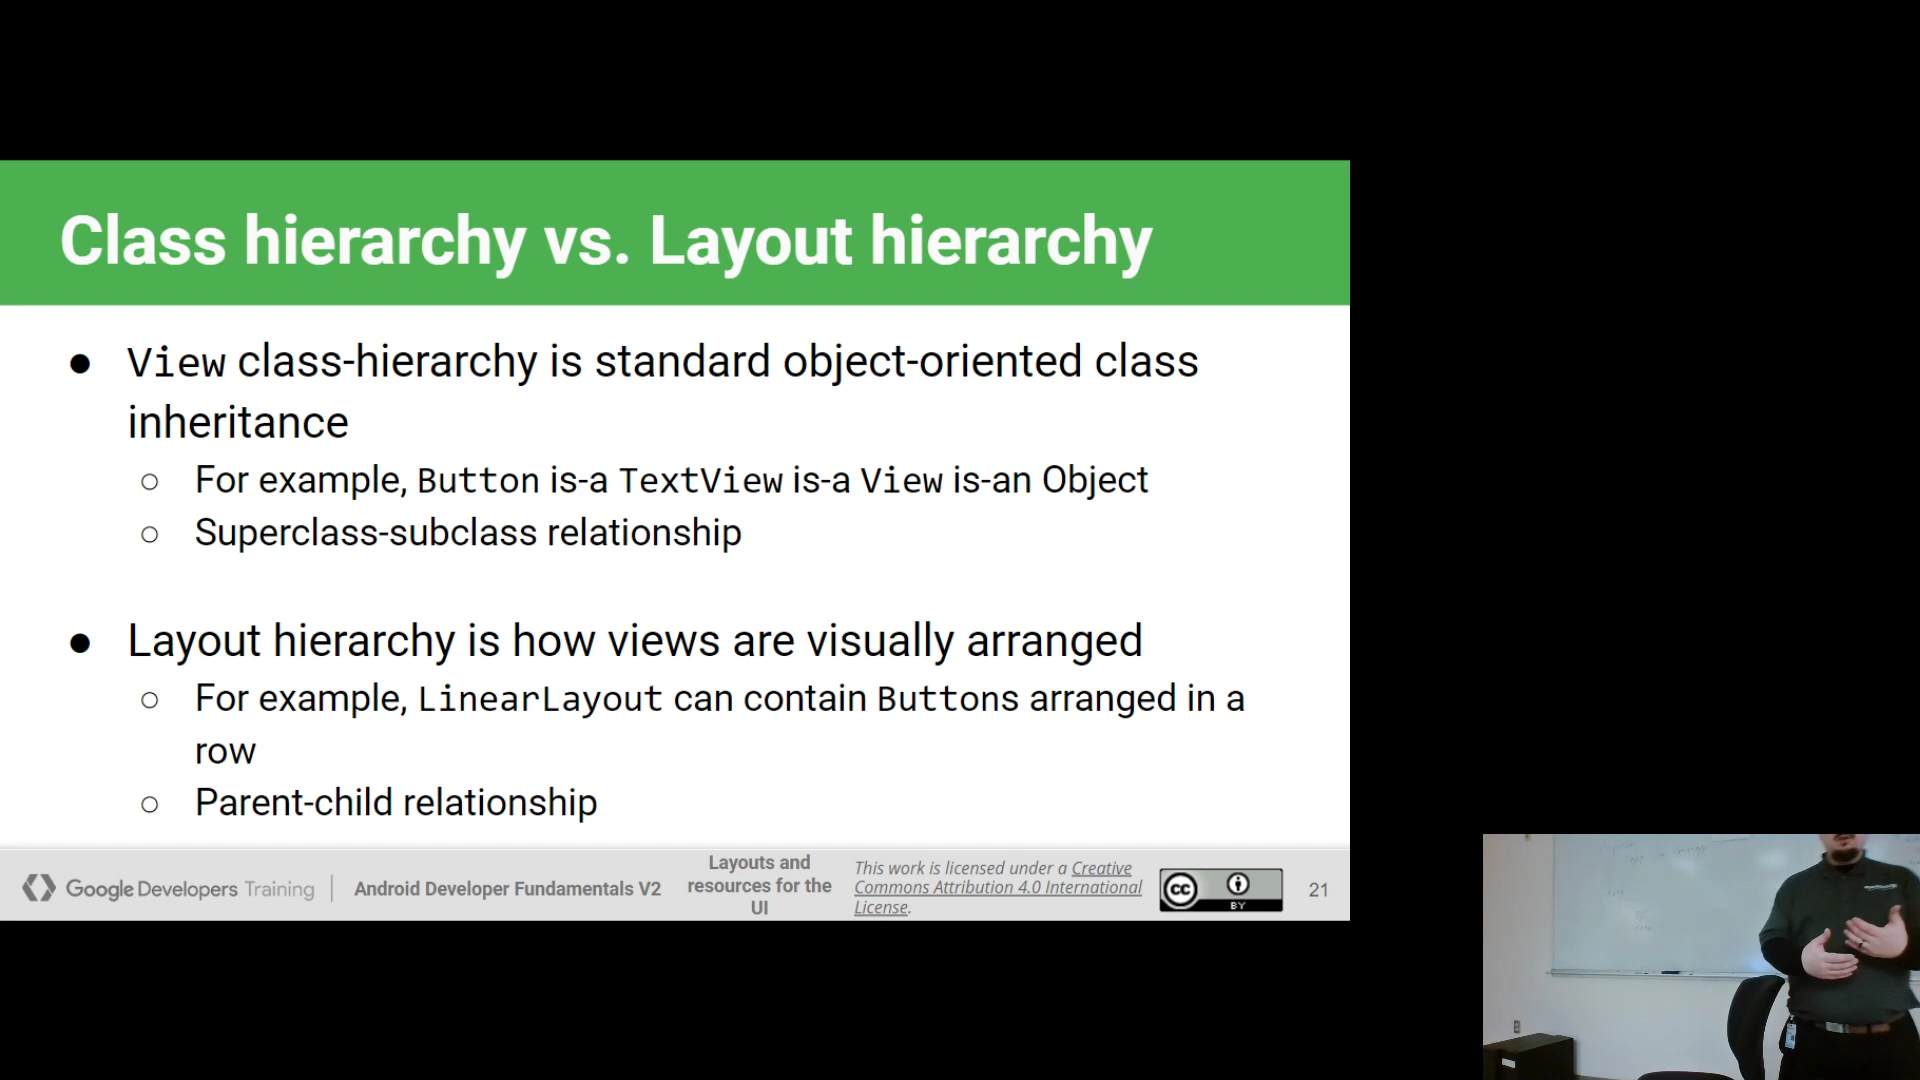 Class hierarchy vs. Layout hierarchy
● View class-hierarchy is standard object-oriented class
inheritance
○ For example, Button is-a TextView is-a View is-an Object
○ Superclass-subclass relationship
● Layout hierarchy is how views are visually arranged
○ For example, LinearLayout can contain Buttons arranged in a
row
○ Parent-child relationship
Google Developers Training
Android Developer Fundamentals V2
Layouts and
resources for the
UI
This work is licensed under a Creative
Commons Attribution 4.0 International
License.
cc BY
21